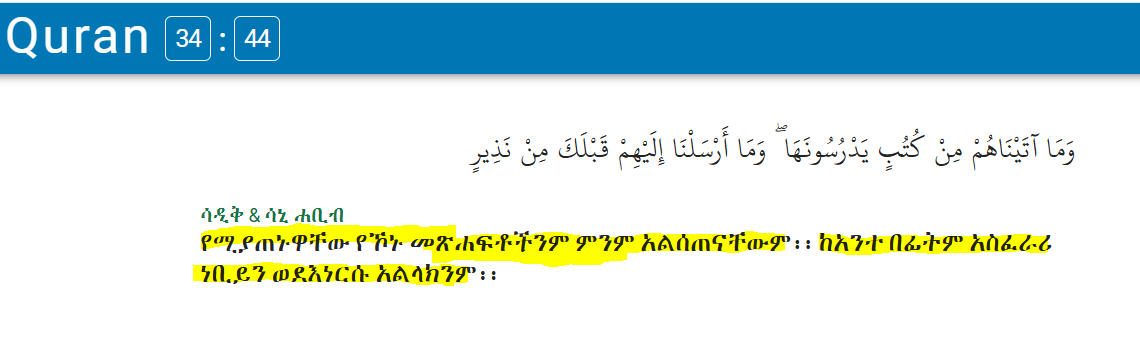 Quran 34 : 44
وَمَا آتَيْنَاهُمْ مِنْ كُتُبٍ يَدْرُسُونَهَا ۖ وَمَا أَرْسَلْنَا إِلَيْهِمْ قَبْلَكَ مِنْ نَذِيرٍ
ሳዲቅ & ሳኒ ሐቢብ
የሚያጠኑዋቸው የኾኑ መጽሐፍቶችንም ምንም አልሰጠናቸውም፡፡ ከአንተ በፊትም አስፈራሪ
ነቢይን ወደእነርሱ አልላክንም፡፡